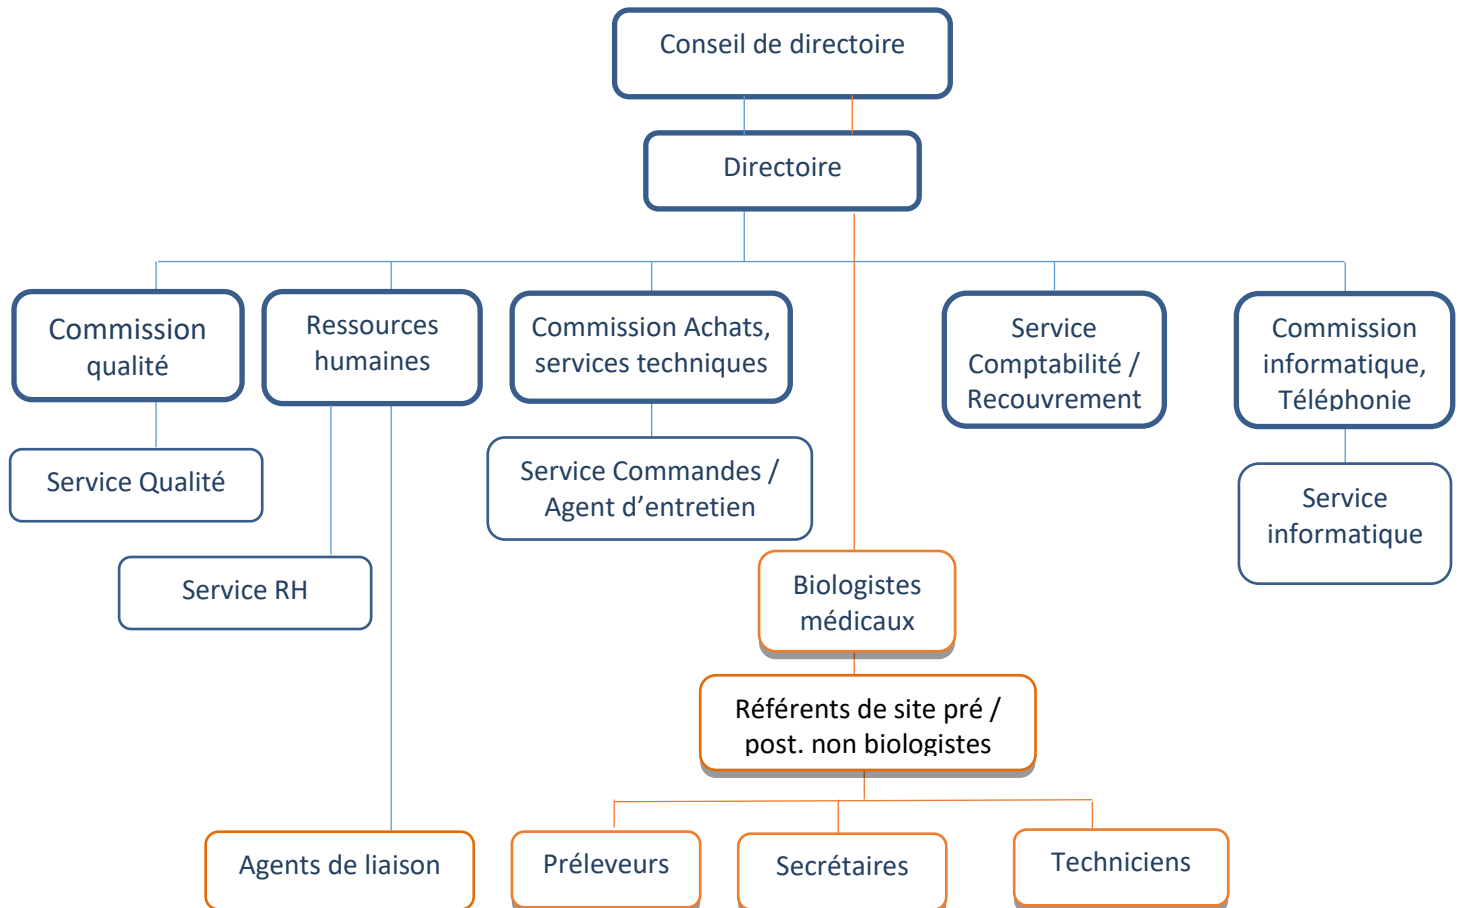 Conseil de directoire
Directoire
Commission
qualité
Ressources
humaines
Commission Achats,
services techniques
Service
Comptabilité /
Recouvrement
Commission
informatique,
Téléphonie
Service Qualité
Service Commandes /
Agent d’entretien
Service
informatique
Service RH
Biologistes
médicaux
Référents de site pré /
post. non biologistes
Agents de liaison
Préleveurs
Secrétaires
Techniciens